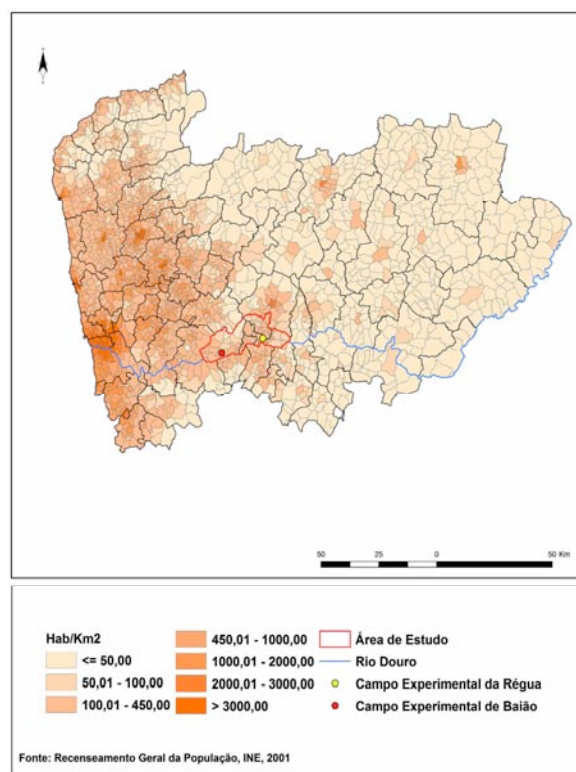 50 25 0 50 Km
Hab/Km2
<= 50,00
50,01 - 100,00
100,01 - 450,00
450,01 - 1000,00
1000,01 - 2000,00
2000,01 - 3000,00
> 3000,00
Área de Estudo
Rio Douro
Campo Experimental da Régua
Campo Experimental de Baião
Fonte: Recenseamento Geral da População, INE, 2001